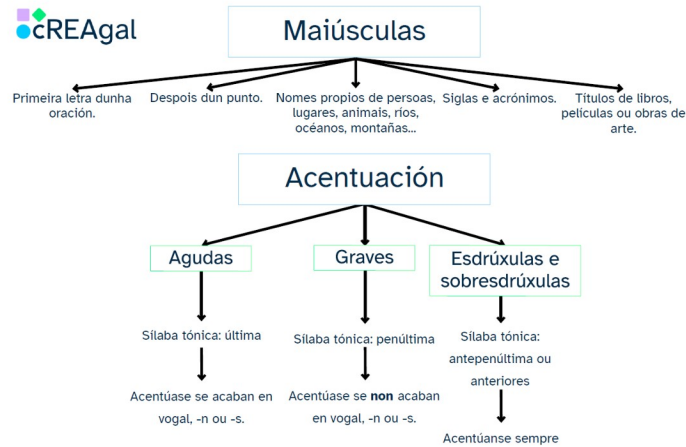 cREAgal
Maiúsculas
Primeira letra dunha
oración.
Despois dun punto.
Nomes propios de persoas,
lugares, animais, ríos,
océanos, montañas...
Siglas e acrónimos.
Títulos de libros,
películas ou obras de
arte.
Acentuación
Agudas
Graves
Esdrúxulas e
sobresdrúxulas
Sílaba tónica: última
Sílaba tónica: penúltima
Sílaba tónica:
antepenúltima ou
anteriores
Acentúase se acaban en
vogal, -n ou -s.
Acentúase se non acaban
en vogal, -n ou -s.
Acentúanse sempre